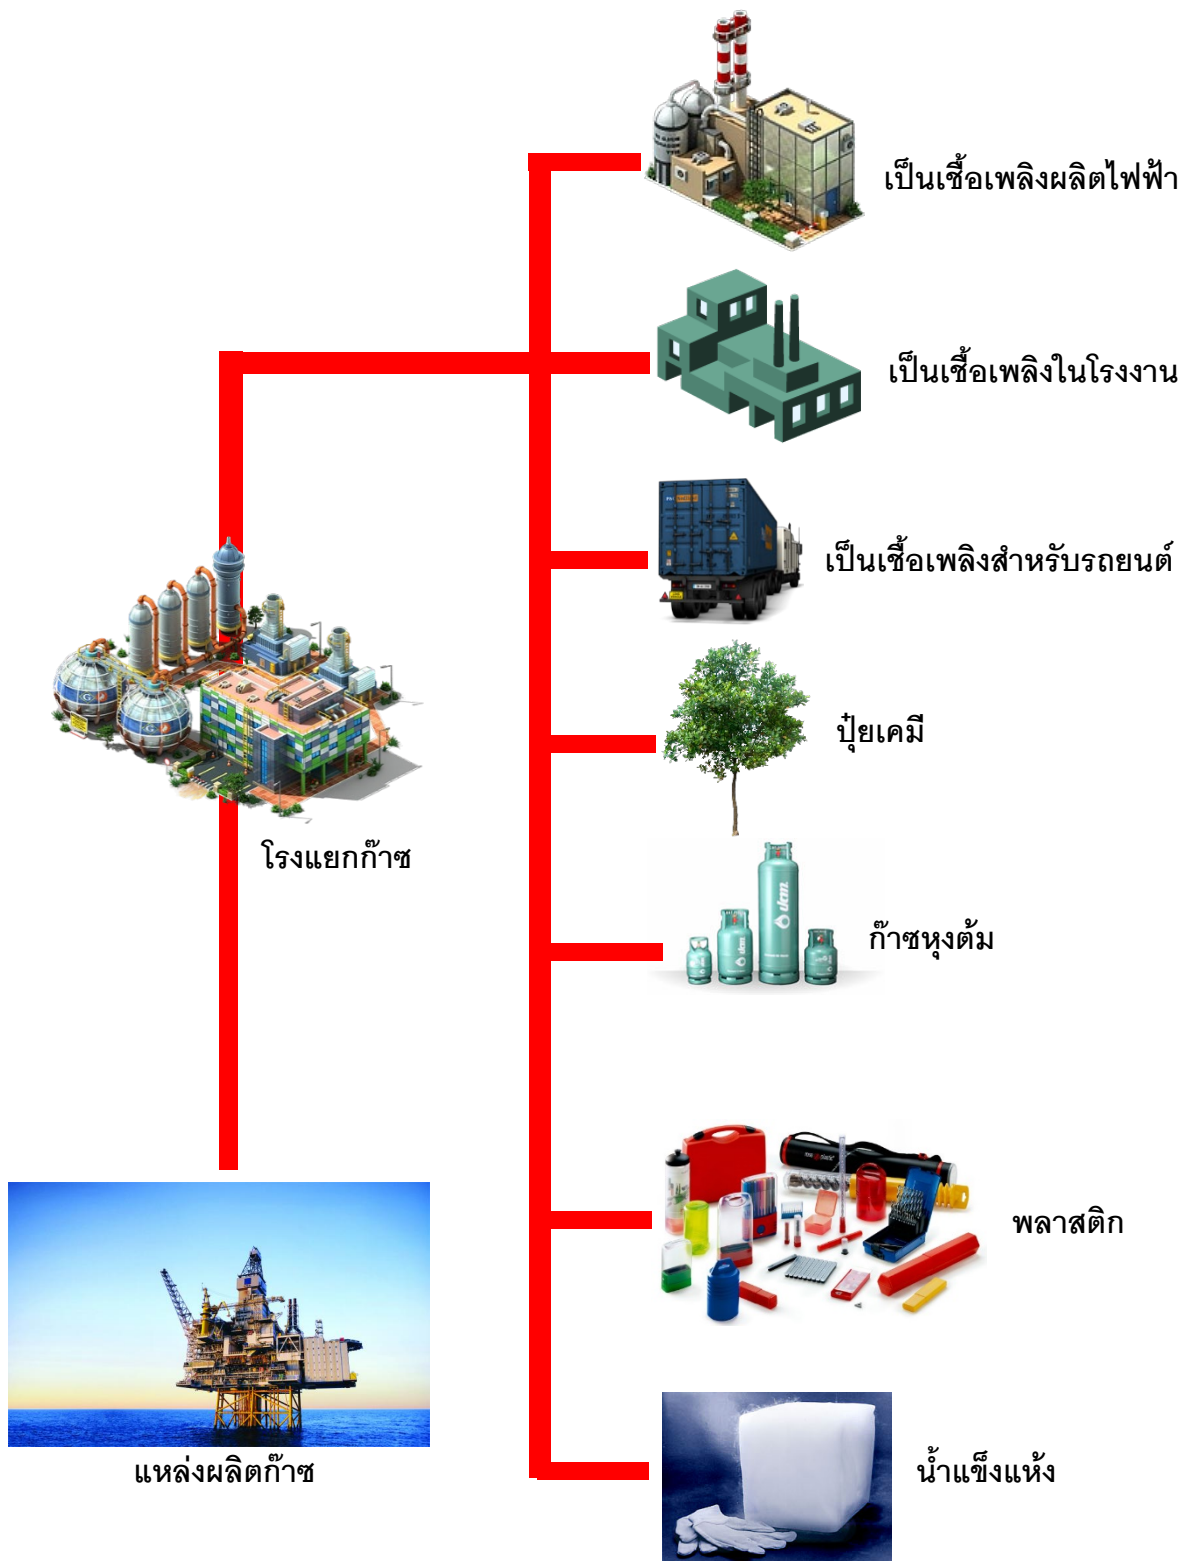 เป็นเชื้อเพลิงผลิตไฟฟ้า
เป็นเชื้อเพลิงในโรงงาน
เป็นเชื้อเพลิงสำหรับรถยนต์
ปุ๋ยเคมี
โรงแยกก๊าซ
ก๊าซหุงต้ม
พลาสติก
แหล่งผลิตก๊าซ
น้ำแข็งแห้ง